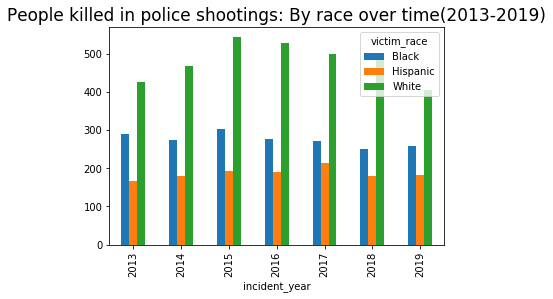 People killed in police shootings: By race over time(2013-2019)
victim_race
Black
Hispanic
White
500
400
300
200
100
0
2013
2014
2015
2016
2017
2018
2019
incident_year